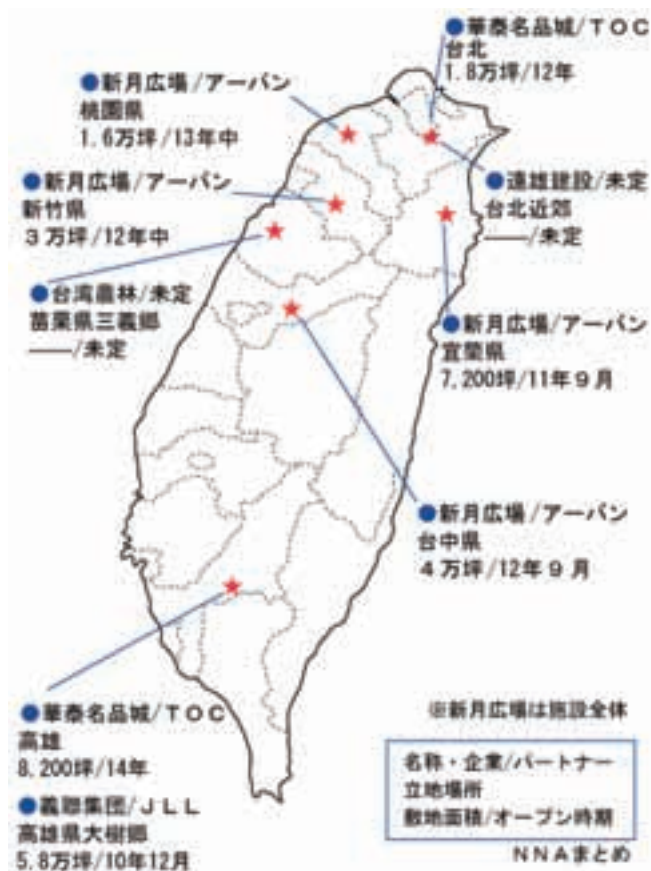 ●華泰名品城/TOC
台北
1.8万坪/12年
●新月広場/アーバン
桃園県
1.6万坪/13年中
●新月広場/アーバン
新竹県
3万坪/12年中
●遠雄建設/未定
台北近郊
――/未定
●台湾農林/未定
苗栗県三義郷
――/未定
●新月広場/アーバン
宜蘭県
7,200坪/11年9月
●新月広場/アーバン
台中県
4万坪/12年9月
●華泰名品城/TOC
高雄
8,200坪/14年
●義聯集団/JLL
高雄県大樹郷
5.8万坪/10年12月
※新月広場は施設全体
名称・企業/パートナー
立地場所
敷地面積/オープン時期
NNAまとめ